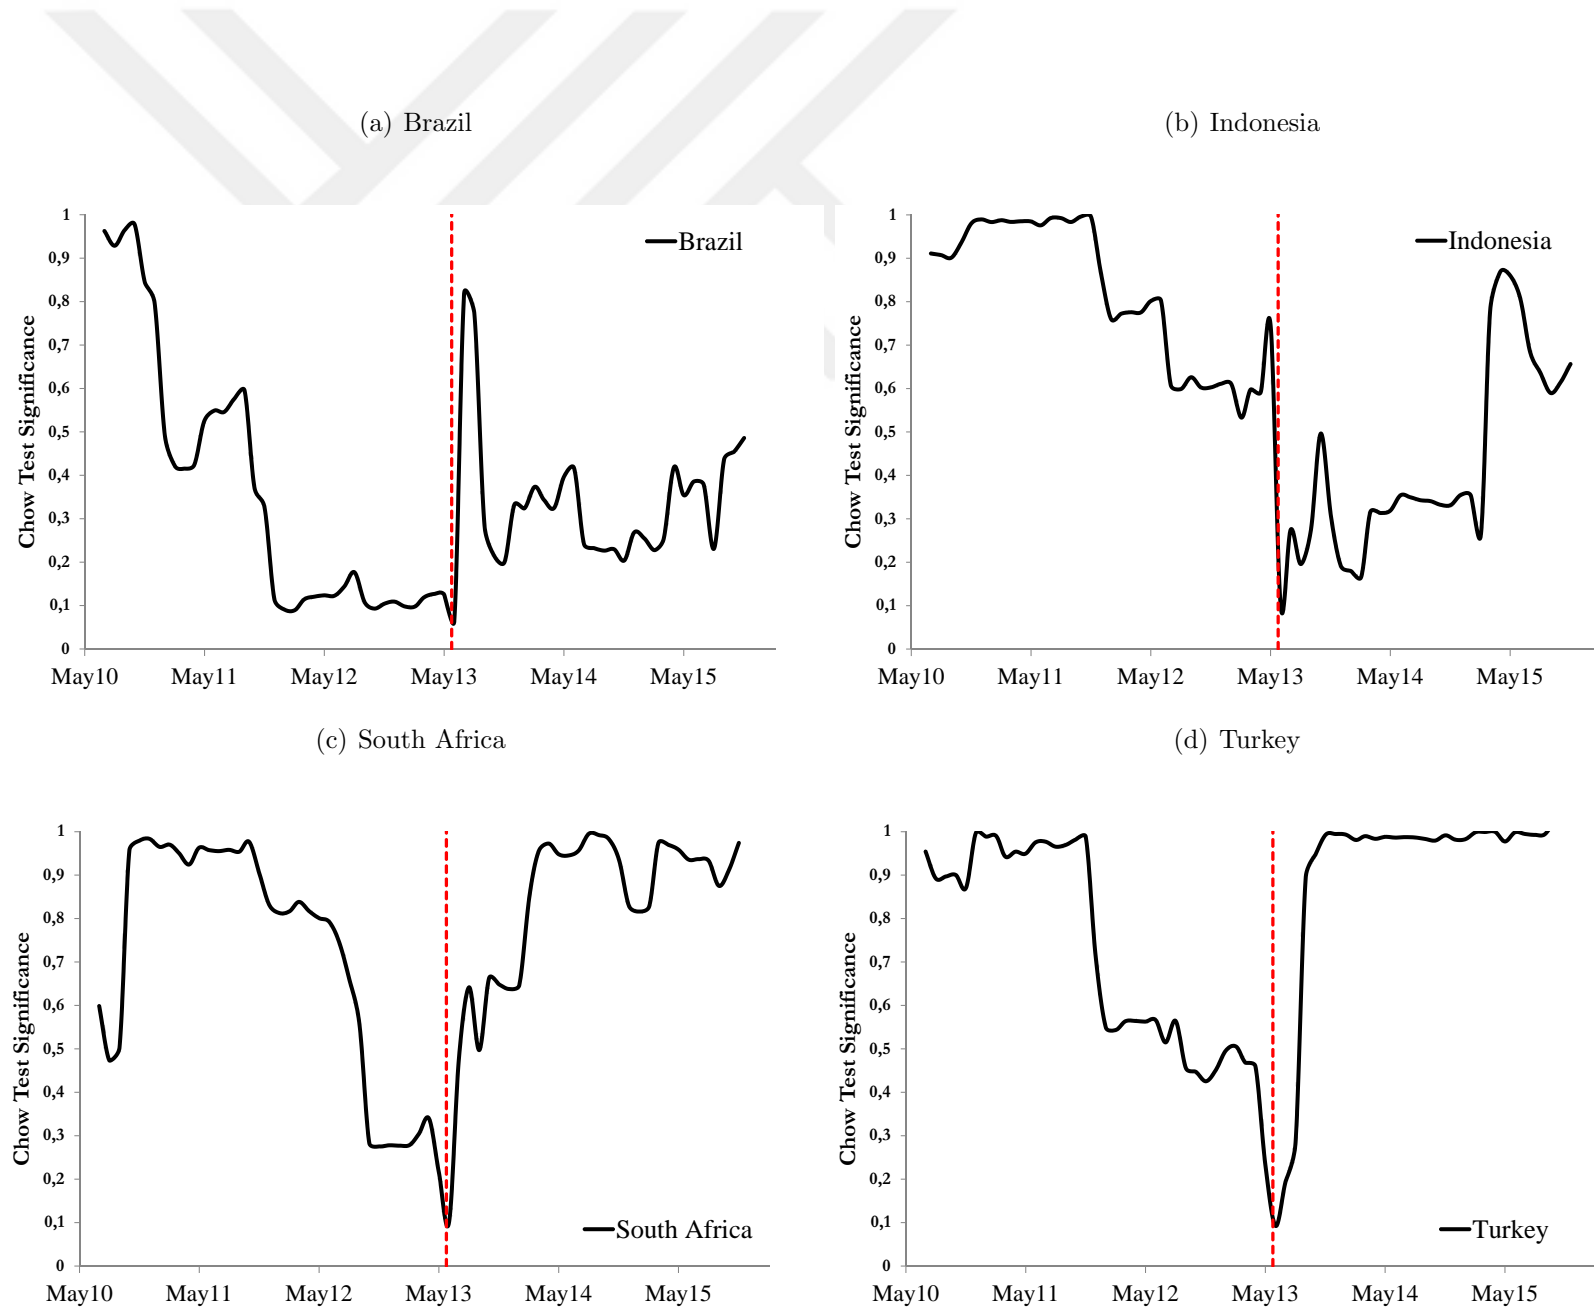 (a) Brazil
(b) Indonesia
1
0,9
0,8
0,7
0,6
0,5
0,4
0,3
0,2
0,1
0
Chow Test Significance
Brazil
May10 May11 May12 May13 May14 May15
1
0,9
0,8
0,7
0,6
0,5
0,4
0,3
0,2
0,1
0
Chow Test Significance
Indonesia
May10 May11 May12 May13 May14 May15
(c) South Africa
(d) Turkey
1
0,9
0,8
0,7
0,6
0,5
0,4
0,3
0,2
0,1
0
Chow Test Significance
South Africa
May10 May11 May12 May13 May14 May15
1
0,9
0,8
0,7
0,6
0,5
0,4
0,3
0,2
0,1
0
Chow Test Significance
Turkey
May10 May11 May12 May13 May14 May15